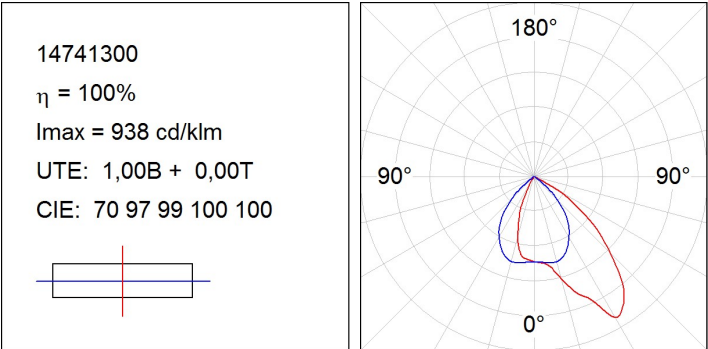 14741300
η = 100%
Imax = 938 cd/klm
UTE: 1,00B + 0,00T
CIE: 70 97 99 100 100
180°
90° 90°
0°